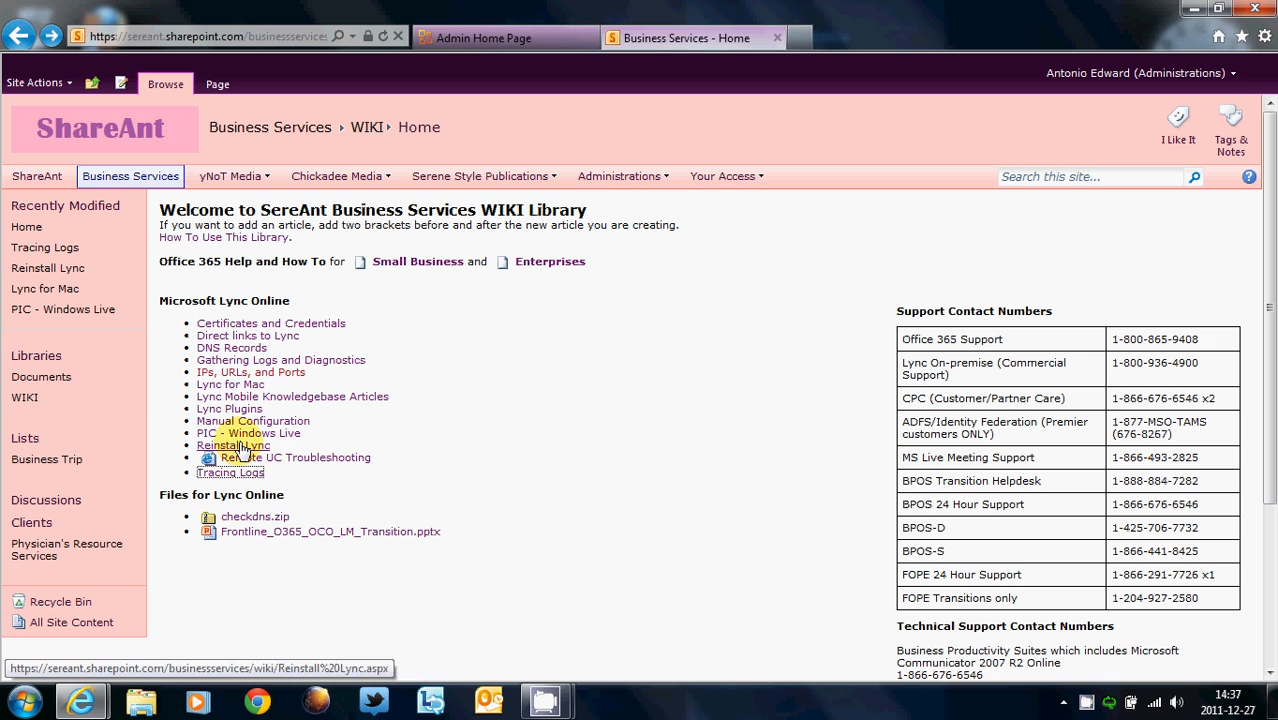 https://sereant.sharepoint.com/businessservices
Admin Home Page
Business Services - Home
Site Actions
Browse
Page
Antonio Edward (Administrations)
ShareAnt
Business Services
WIKI
Home
I Like It
Tags &
Notes
ShareAnt
Business Services
yNoT Media
Chickadee Media
Serene Style Publications
Administrations
Your Access
Search this site...
Recently Modified
Home
Tracing Logs
Reinstall Lync
Lync for Mac
PIC - Windows Live
Libraries
Documents
WIKI
Lists
Business Trip
Discussions
Clients
Physician's Resource
Services
Recycle Bin
All Site Content
Welcome to SereAnt Business Services WIKI Library
If you want to add an article, add two brackets before and after the new article you are creating.
How To Use This Library.
Office 365 Help and How To for Small Business and Enterprises
Microsoft Lync Online
Certificates and Credentials
Direct links to Lync
DNS Records
Gathering Logs and Diagnostics
IPs, URLs, and Ports
Lync for Mac
Lync Mobile Knowledgebase Articles
Lync Plugins
Manual Configuration
PIC - Windows Live
Reinstall Lync
Remote UC Troubleshooting
Tracing Logs
Files for Lync Online
checkdns.zip
Frontline_O365_OCO_LM_Transition.pptx
Support Contact Numbers
Office 365 Support 1-800-865-9408
Lync On-premise (Commercial
Support) 1-800-936-4900
CPC (Customer/Partner Care) 1-866-676-6546 x2
ADFS/Identity Federation (Premier
customers ONLY) 1-877-MSO-TAMS
(676-8267)
MS Live Meeting Support 1-866-493-2825
BPOS Transition Helpdesk 1-888-884-7282
BPOS 24 Hour Support 1-866-676-6546
BPOS-D 1-425-706-7732
BPOS-S 1-866-441-8425
FOPE 24 Hour Support 1-866-291-7726 x1
FOPE Transitions only 1-204-927-2580
Technical Support Contact Numbers
Business Productivity Suites which includes Microsoft
Communicator 2007 R2 Online
1-866-676-6546
https://sereant.sharepoint.com/businessservices/wiki/Reinstall%20Lync.aspx
14:37
2011-12-27